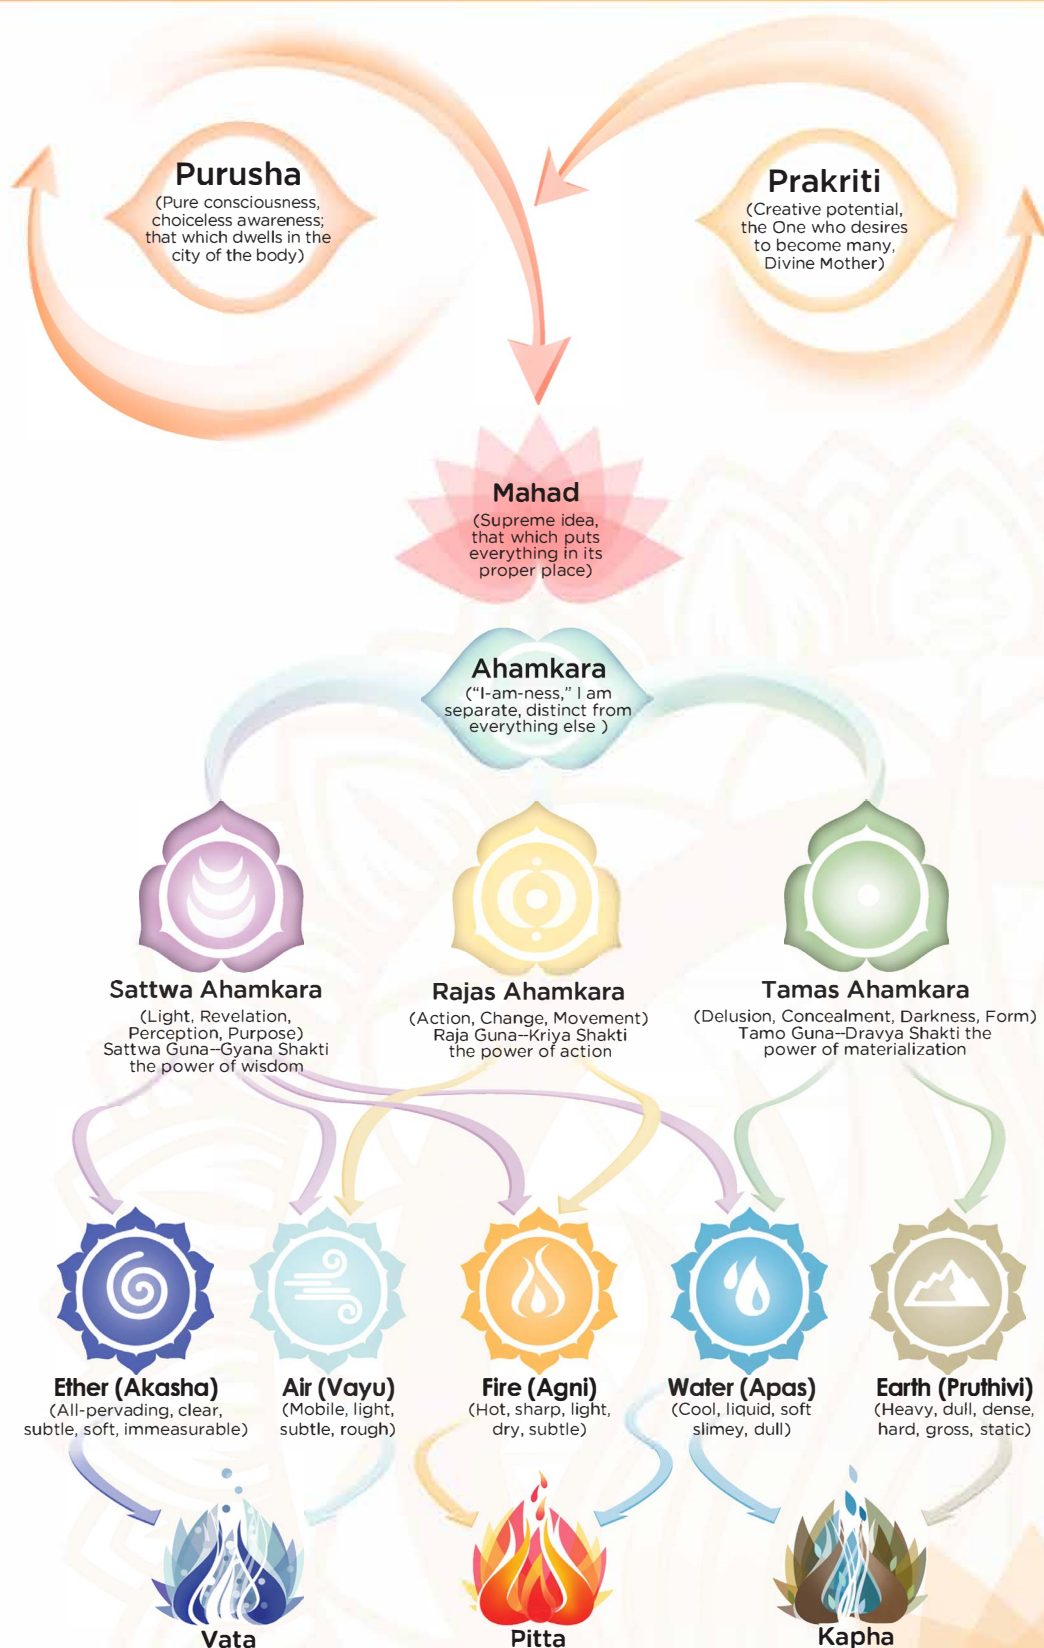 Purusha
(Pure consciousness,
choiceless awareness;
that which dwells in the
city of the body)
Prakriti
(Creative potential,
the One who desires
to become many,
Divine Mother)
Mahad
(Supreme idea,
that which puts
everything in its
proper place)
Ahamkara
(“I-am-ness,” I am
separate, distinct from
everything else )
Sattwa Ahamkara
(Light, Revelation,
Perception, Purpose)
Sattwa Guna--Gyana Shakti
the power of wisdom
Rajas Ahamkara
(Action, Change, Movement)
Raja Guna--Kriya Shakti
the power of action
Tamas Ahamkara
(Delusion, Concealment, Darkness, Form)
Tamo Guna--Dravya Shakti the
power of materialization
Ether (Akasha)
(All-pervading, clear,
subtle, soft, immeasurable)
Air (Vayu)
(Mobile, light,
subtle, rough)
Fire (Agni)
(Hot, sharp, light,
dry, subtle)
Water (Apas)
(Cool, liquid, soft
slimey, dull)
Earth (Pruthivi)
(Heavy, dull, dense,
hard, gross, static)
Vata
Pitta
Kapha